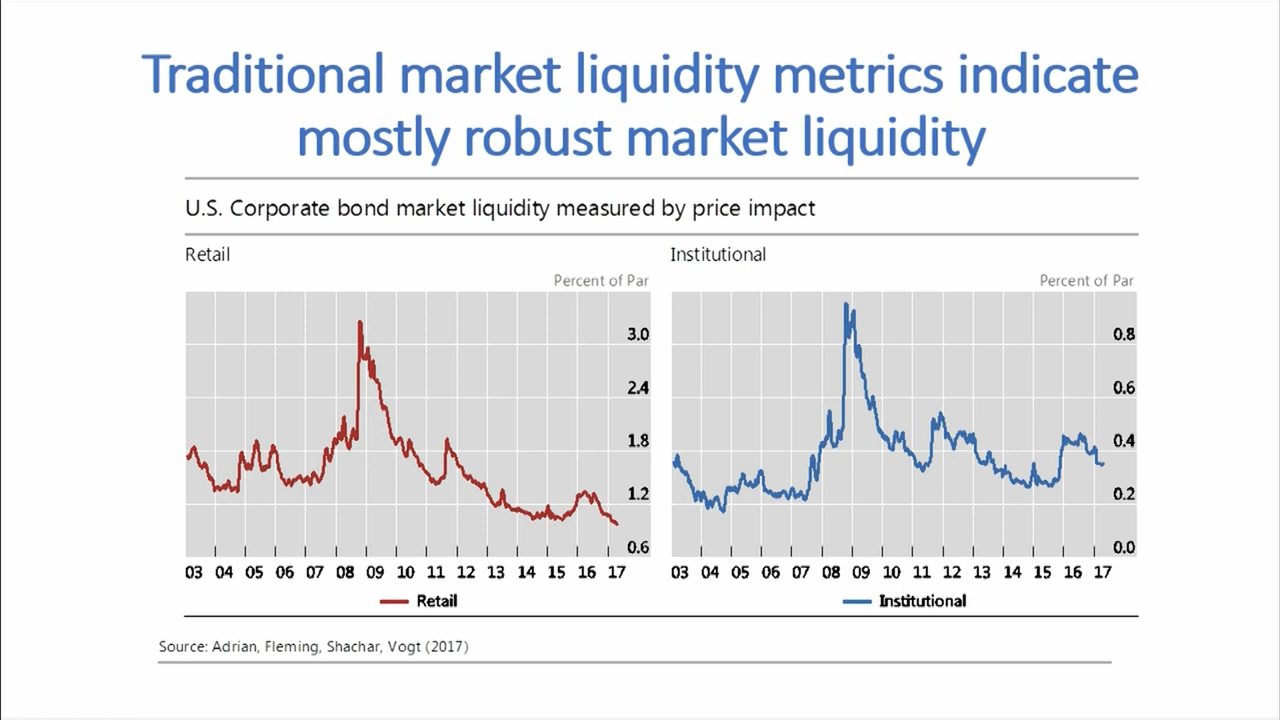 Traditional market liquidity metrics indicate
mostly robust market liquidity
U.S. Corporate bond market liquidity measured by price impact
Retail
Percent of Par
3.0
2.4
1.8
1.2
0.6
03 04 05 06 07 08 09 10 11 12 13 14 15 16 17
Retail
Institutional
Percent of Par
0.8
0.6
0.4
0.2
0.0
03 04 05 06 07 08 09 10 11 12 13 14 15 16 17
Institutional
Source: Adrian, Fleming, Shachar, Vogt (2017)